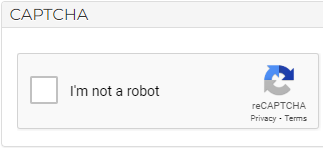 CAPTCHA
I'm not a robot
reCAPTCHA
Privacy - Terms